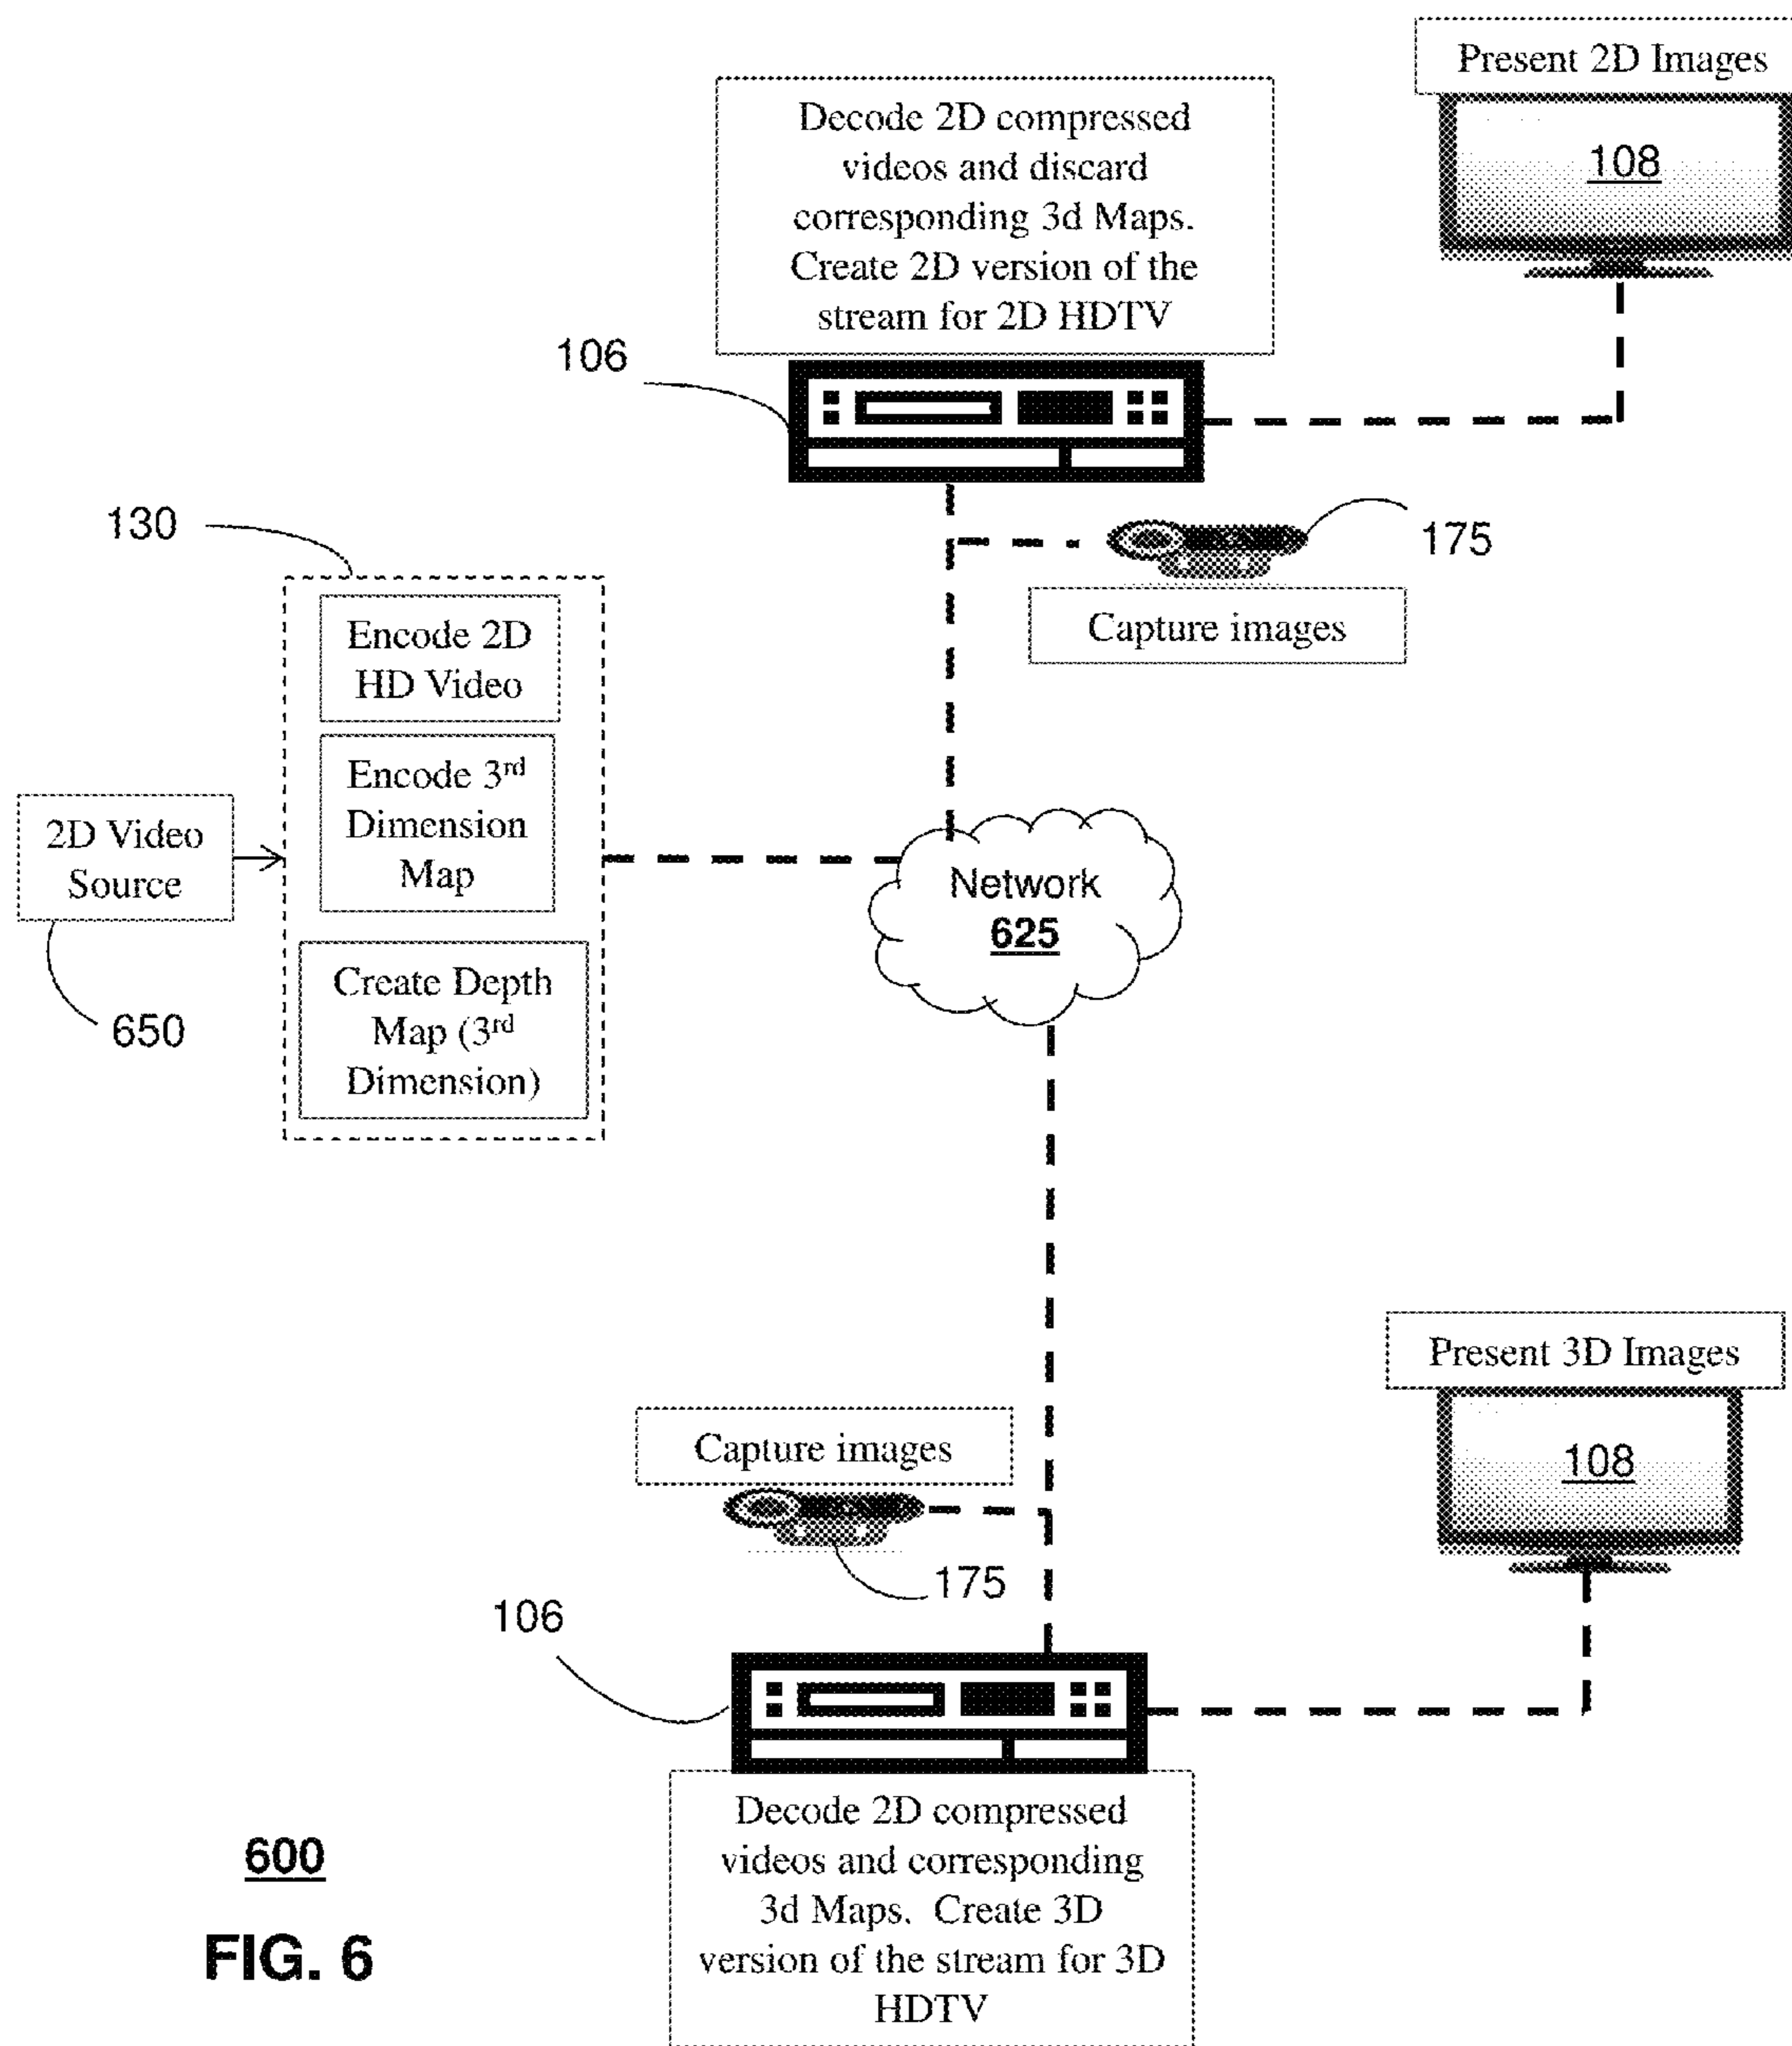 Present 2D Images
108
Decode 2D compressed
videos and discard
corresponding 3d Maps.
Create 2D version of the
stream for 2D HDTV
106
175
Capture images
130
Encode 2D
HD Video
Encode 3rd
Dimension
Map
Create Depth
Map (3rd
Dimension)
2D Video
Source
650
Network
625
Present 3D Images
108
Capture images
175
106
Decode 2D compressed
videos and corresponding
3d Maps. Create 3D
version of the stream for 3D
HDTV
600
FIG. 6